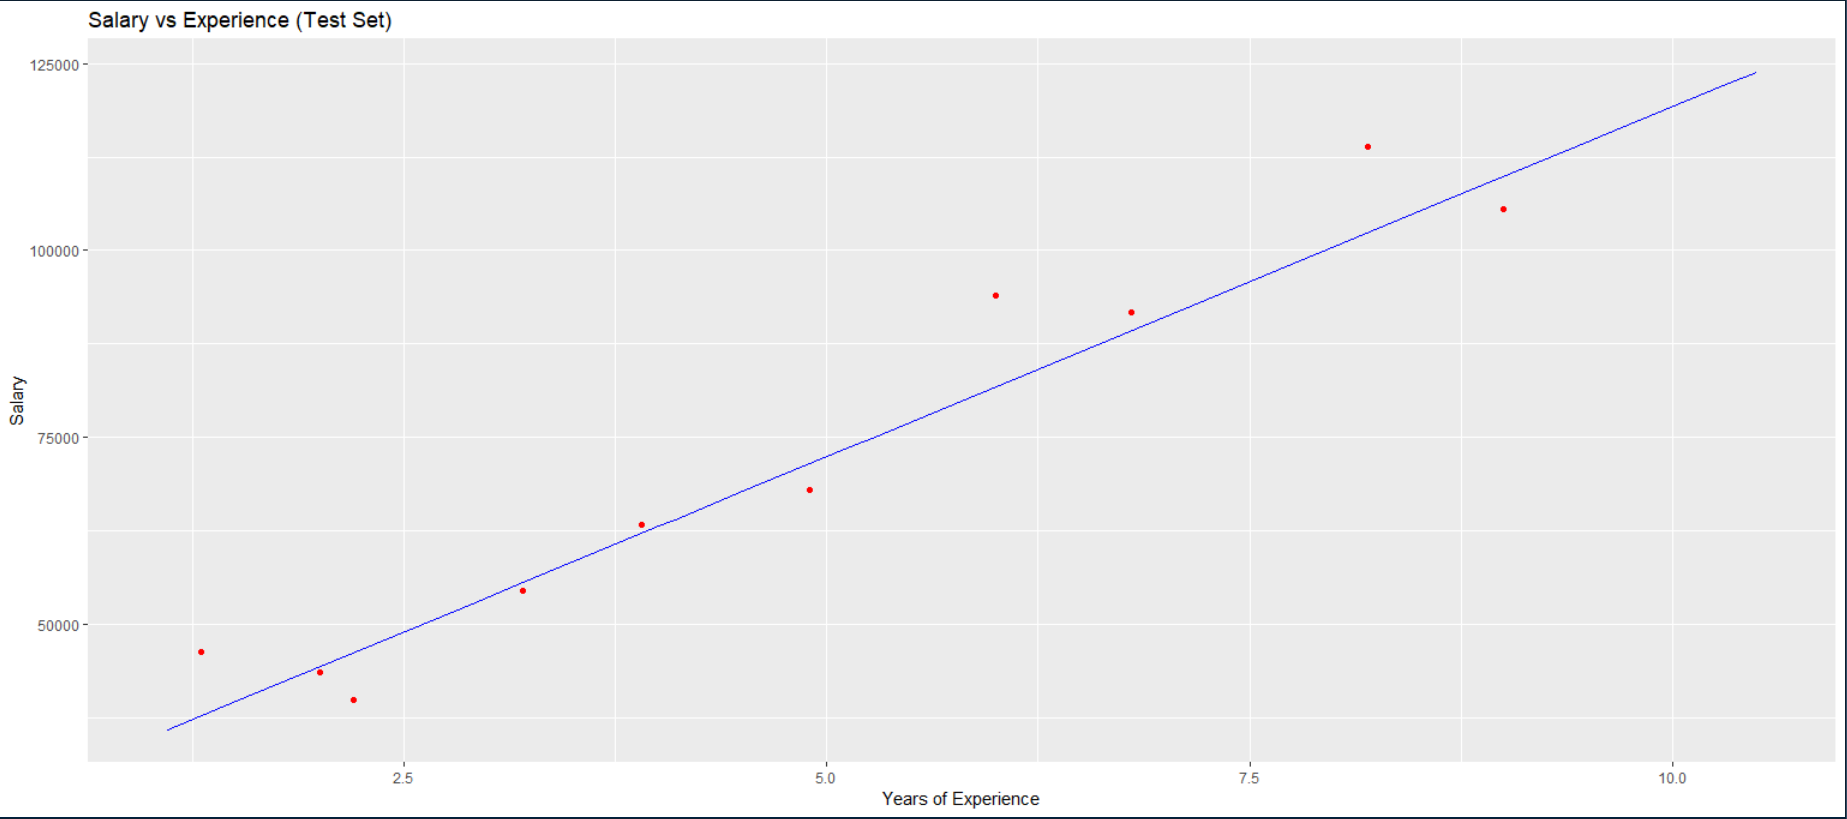 Salary vs Experience (Test Set)
125000
100000
75000
50000
Salary
2.5
5.0
7.5
10.0
Years of Experience